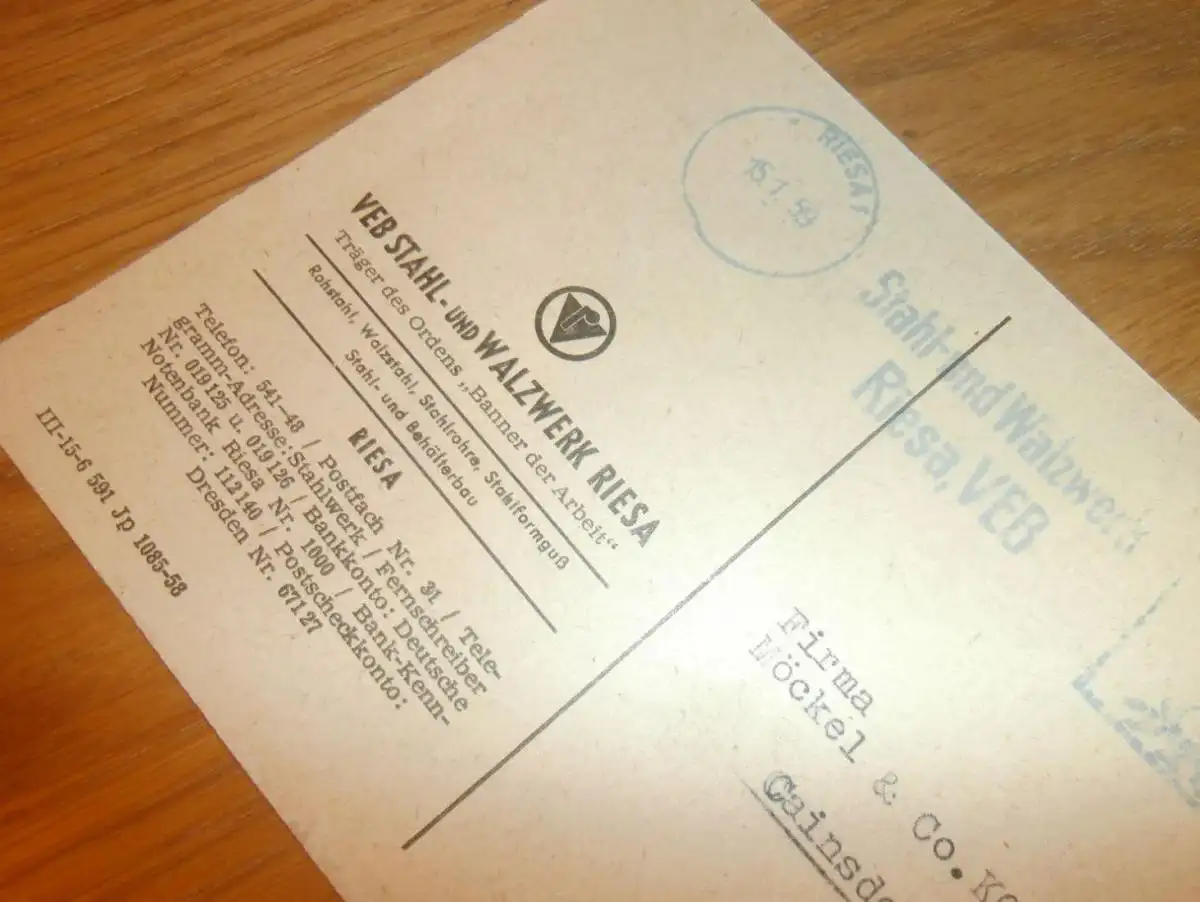 VEB STAHL- UND WALZWERK RIESA
Träger des Ordens „Banner der Arbeit“
Rohstahl, Walzstahl, Stahlrohre, Stahlformguß
Stahl- und Behälterbau
RIESA
Telefon: 541-48 / Postfach Nr. 31 / Tele-
gramm-Adresse: Stahlwerk / Fernschreiber
Nr. 019125 u. 019126 / Bankkonto: Deutsche
Notenbank Riesa Nr. 1000 / Bank-Kenn-
Nummer: 112140 / Postscheckkonto:
Dresden Nr. 67127
III-15-6 591 Jp 1085-58
RIESA
15.1.59
Stahl- und Walzwerk
Riesa, VEB
Firma
Möckel & Co.